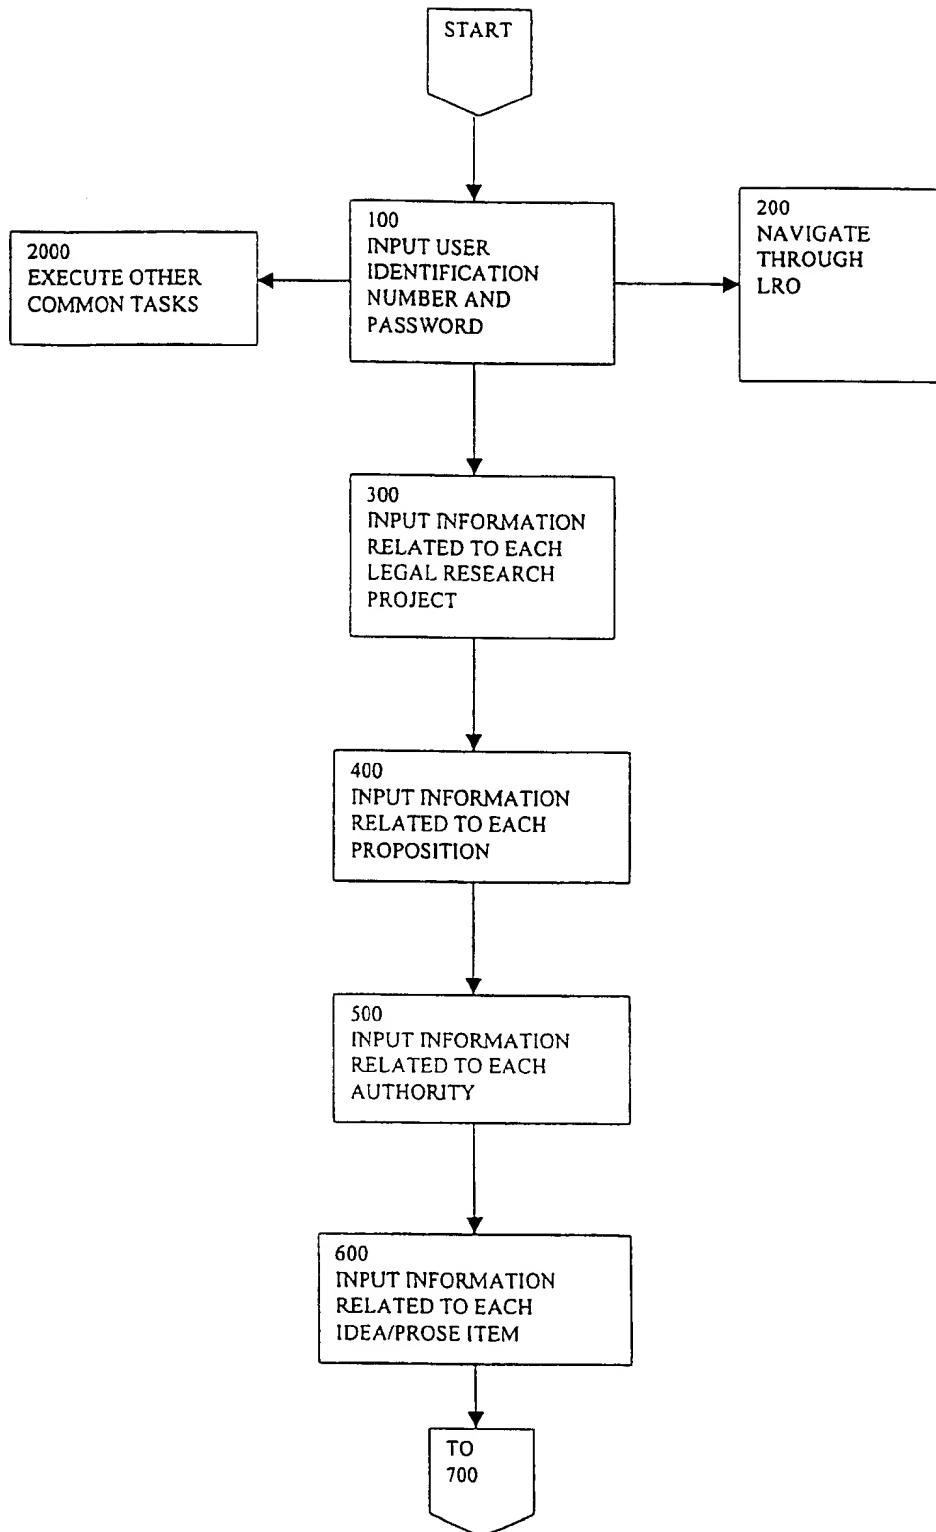 START
100
INPUT USER
IDENTIFICATION
NUMBER AND
PASSWORD
2000
EXECUTE OTHER
COMMON TASKS
200
NAVIGATE
THROUGH
LRO
300
INPUT INFORMATION
RELATED TO EACH
LEGAL RESEARCH
PROJECT
400
INPUT INFORMATION
RELATED TO EACH
PROPOSITION
500
INPUT INFORMATION
RELATED TO EACH
AUTHORITY
600
INPUT INFORMATION
RELATED TO EACH
IDEA/PROSE ITEM
TO
700